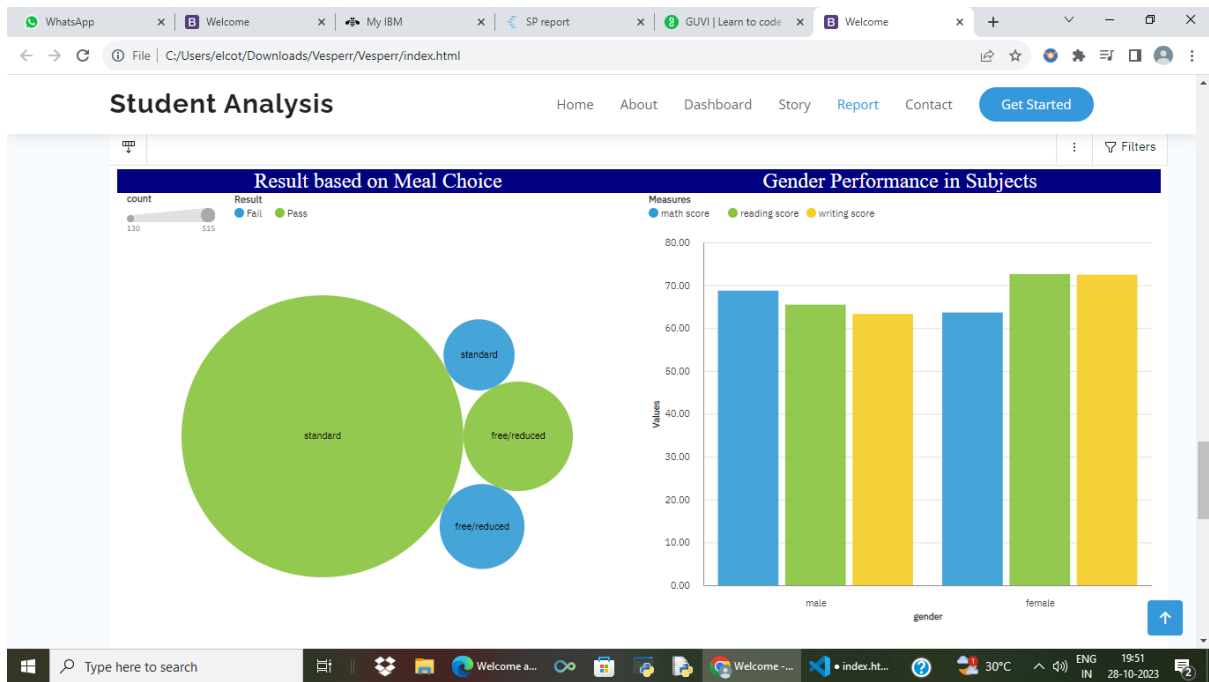 WhatsApp
B Welcome
My IBM
SP report
GUVI | Learn to code
B Welcome
File | C:/Users/elcot/Downloads/Vesperr/Vesperr/index.html
Student Analysis
Home About Dashboard Story Report Contact Get Started
Filters
Result based on Meal Choice
count
130 515
Result
Fail Pass
standard
standard
free/reduced
free/reduced
Gender Performance in Subjects
Measures
math score reading score writing score
80.00
70.00
60.00
50.00
40.00
30.00
20.00
10.00
0.00
Values
male female
gender
Type here to search
Welcome a...
Welcome -...
• index.ht...
30°C
ENG
IN
19:51
28-10-2023
2